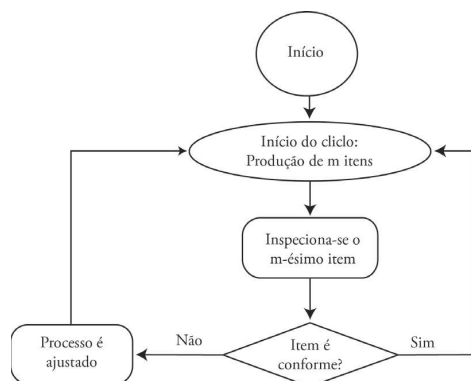 Início
Início do cliclo:
Produção de m itens
Inspeciona-se o
m-ésimo item
Processo é
ajustado
Não
Item é
conforme?
Sim